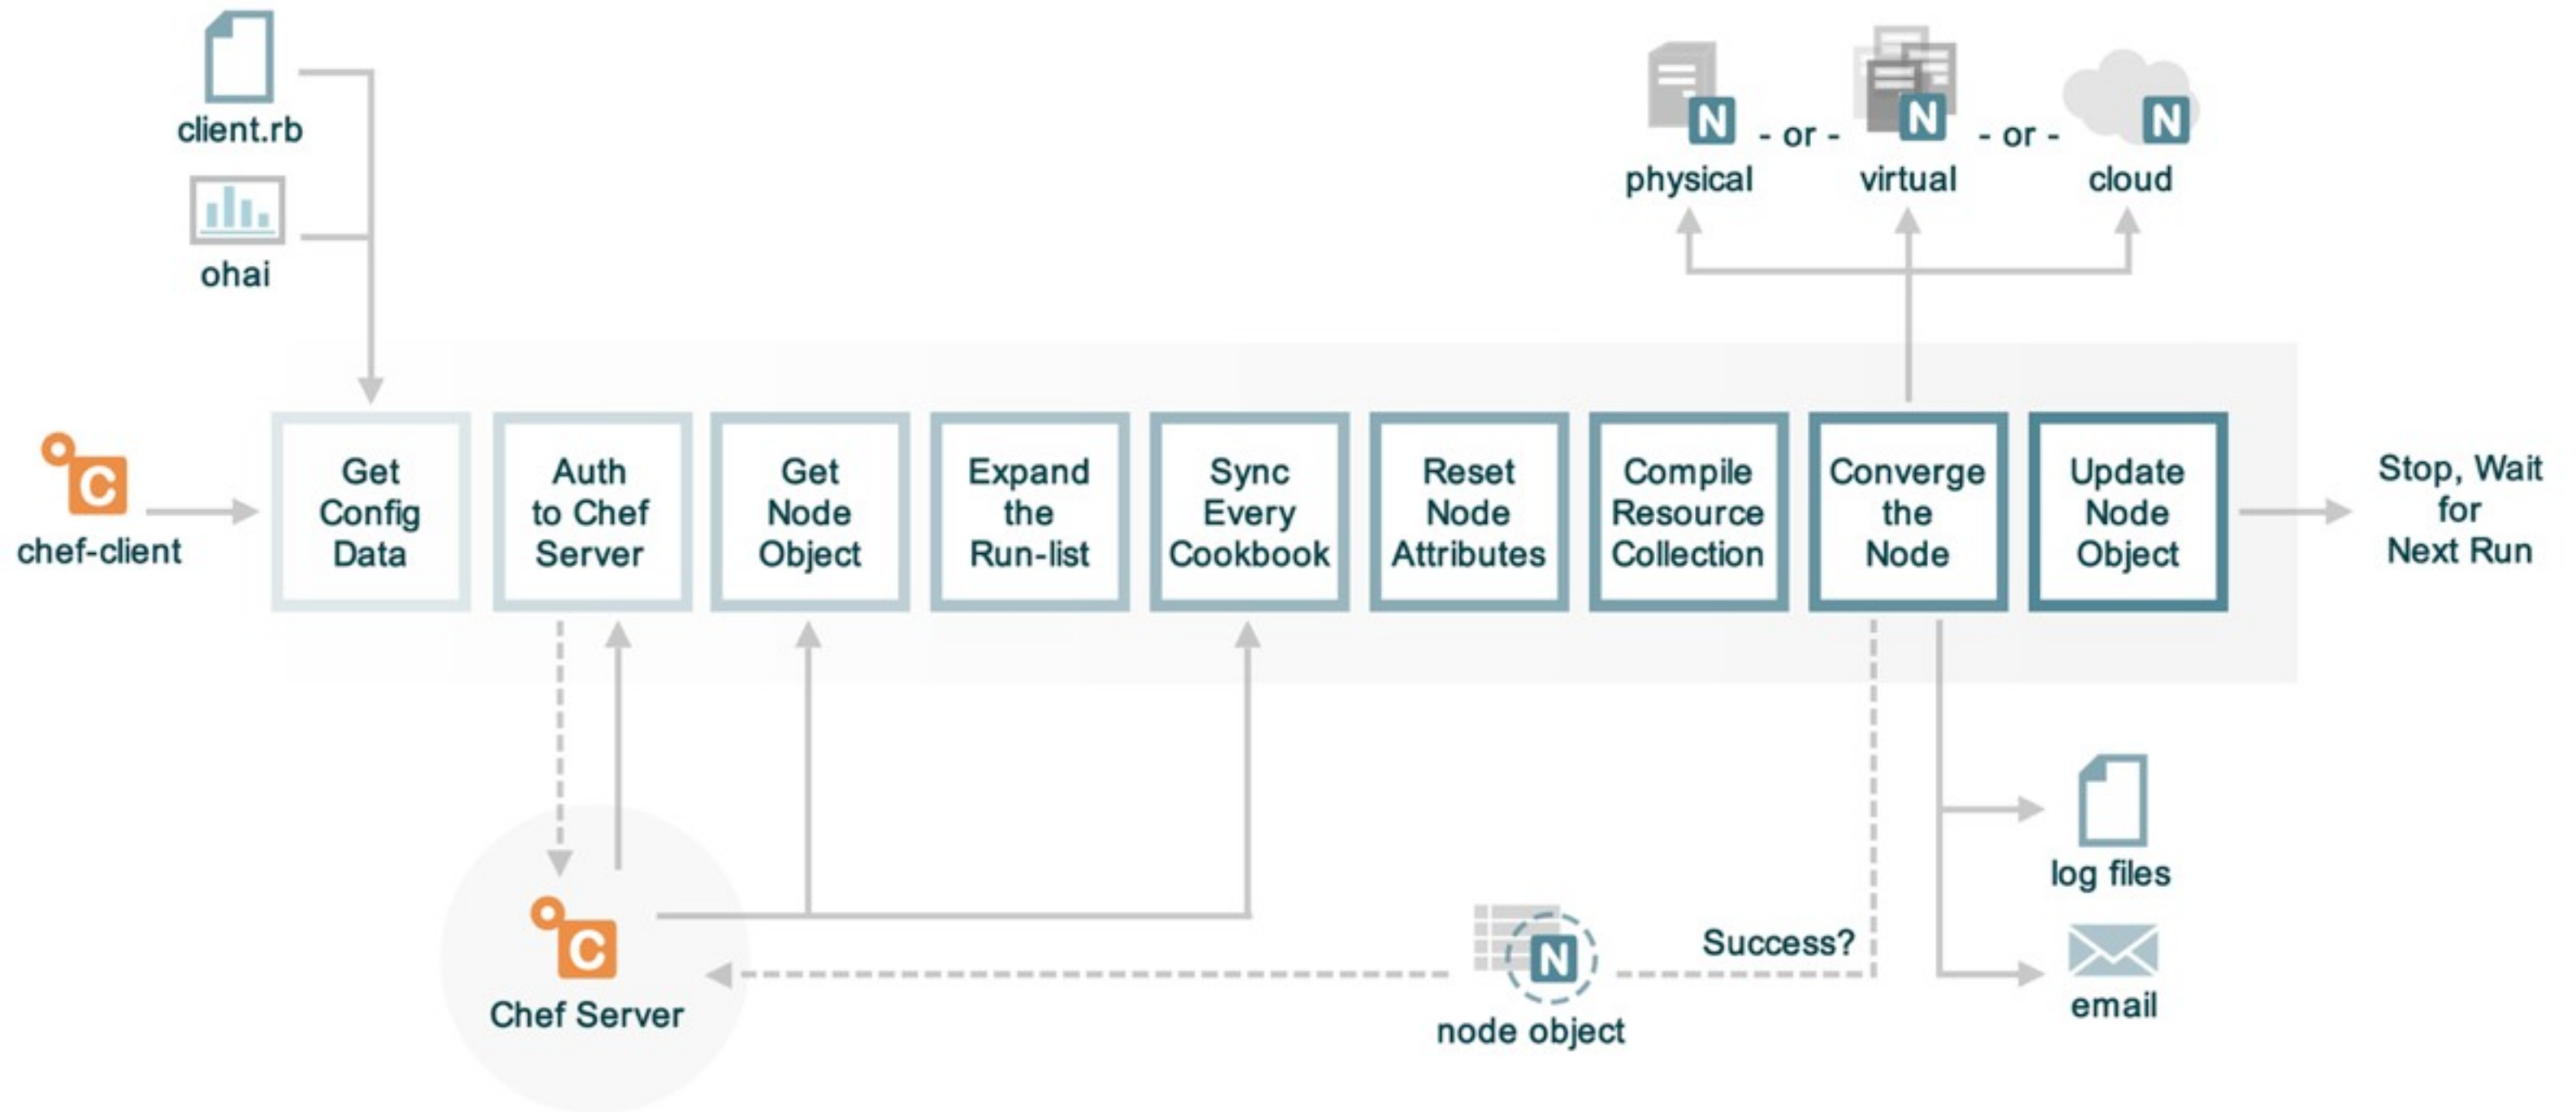 client.rb
ohai
N
- or -
N
- or -
N
physical
virtual
cloud
C
chef-client
Get
Config
Data
Auth
to Chef
Server
Get
Node
Object
Expand
the
Run-list
Sync
Every
Cookbook
Reset
Node
Attributes
Compile
Resource
Collection
Converge
the
Node
Update
Node
Object
Stop, Wait
for
Next Run
C
Chef Server
N
node object
Success?
log files
email